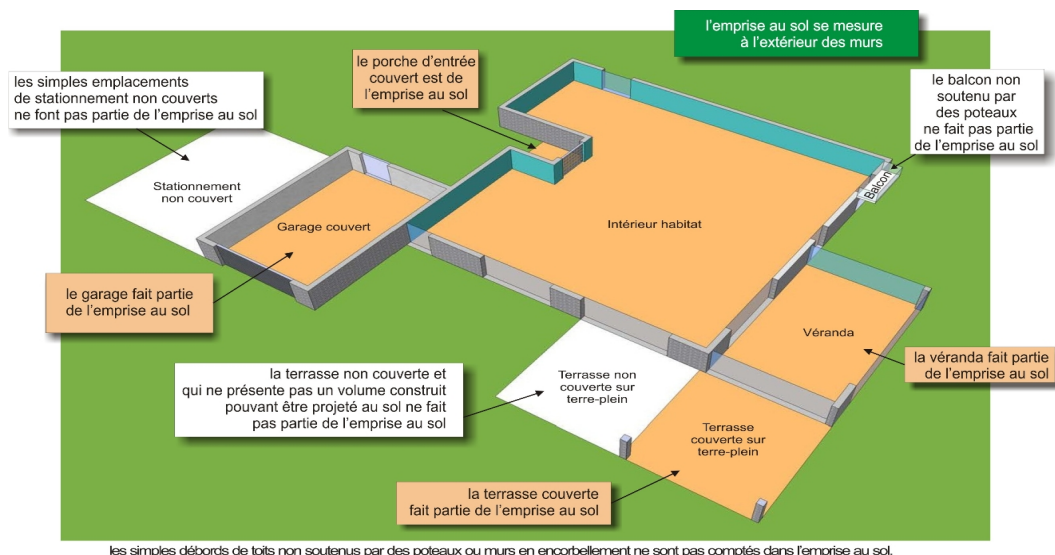 l'emprise au sol se mesure
à l'extérieur des murs
le porche d'entrée
couvert est de
l'emprise au sol
les simples emplacements
de stationnement non couverts
ne font pas partie de l'emprise au sol
le balcon non
soutenu par
des poteaux
ne fait pas partie
de l'emprise au sol
Balcon
Stationnement
non couvert
Garage couvert
Intérieur habitat
le garage fait partie
de l'emprise au sol
Véranda
la véranda fait partie
de l'emprise au sol
la terrasse non couverte et
qui ne présente pas un volume construit
pouvant être projeté au sol ne fait
pas partie de l'emprise au sol
Terrasse non
couverte sur
terre-plein
Terrasse
couverte sur
terre-plein
la terrasse couverte
fait partie de l'emprise au sol
les simples débords de toits non soutenus par des poteaux ou murs en encorbellement ne sont pas comptés dans l'emprise au sol.